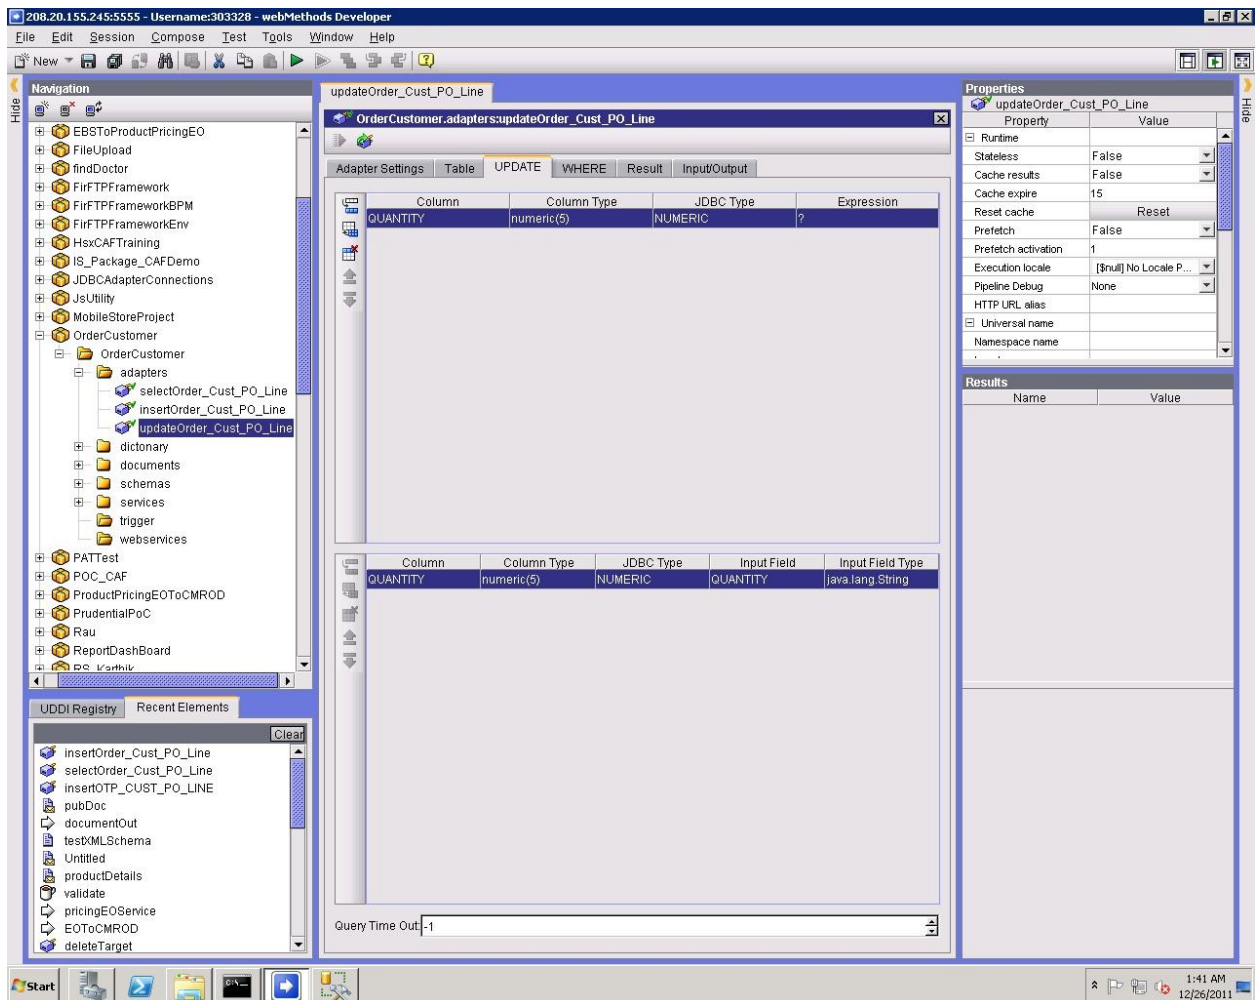 208.20.155.245:5555 - Username:303328 - webMethods Developer
File Edit Session Compose Test Tools Window Help
New
Hide
Navigation
EBSToProductPricingEO
FileUpload
findDoctor
FirFTPFramework
FirFTPFrameworkBPM
FirFTPFrameworkEnv
HsxCAFTraining
IS_Package_CAFDemo
JDBCAdapterConnections
JsUtility
MobileStoreProject
OrderCustomer
OrderCustomer
adapters
selectOrder_Cust_PO_Line
insertOrder_Cust_PO_Line
updateOrder_Cust_PO_Line
dictonary
documents
schemas
services
trigger
webservices
PATTest
POC_CAF
ProductPricingEOToCMROD
PrudentialPoC
Rau
ReportDashBoard
RS_Karthik
UDDI Registry Recent Elements
Clear
insertOrder_Cust_PO_Line
selectOrder_Cust_PO_Line
insertOTP_CUST_PO_LINE
pubDoc
documentOut
testXMLSchema
Untitled
productDetails
validate
pricingEOService
EOToCMROD
deleteTarget
updateOrder_Cust_PO_Line
OrderCustomer.adapters:updateOrder_Cust_PO_Line
Adapter Settings Table UPDATE WHERE Result Input/Output
Column Column Type JDBC Type Expression
QUANTITY numeric(5) NUMERIC ?
Column Column Type JDBC Type Input Field Input Field Type
QUANTITY numeric(5) NUMERIC QUANTITY java.lang.String
Query Time Out: -1
Properties
updateOrder_Cust_PO_Line
Property Value
Runtime
Stateless False
Cache results False
Cache expire 15
Reset cache Reset
Prefetch False
Prefetch activation 1
Execution locale [$null] No Locale P...
Pipeline Debug None
HTTP URL alias
Universal name
Namespace name
Results
Name Value
Hide
Start
1:41 AM
12/26/2011